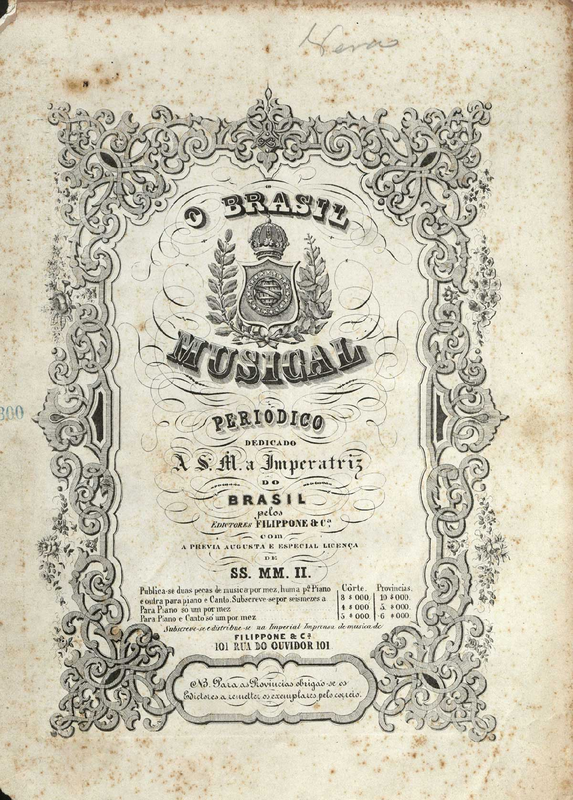 Neves
O BRASIL
MUSICAL
PERIÓDICO
DEDICADO
A S. M. a Imperatriz
DO
BRASIL
pelos
EDICTORES FILIPPONE & Cª
com
A PREVIA AUGUSTA E ESPECIAL LICENÇA
DE
SS. MM. II.
Côrte. Provincias.
Publica-se duas peças de musica por mez, huma pª Piano
e outra para piano e Canto. Subscreve-se por seis mezes a 8 $ 000 10 $ 000.
Para Piano só um por mez 4 $ 000 5 $ 000.
Para Piano e Canto só um por mez 5 $ 000 6 $ 000
Subscreve-se e distribue-se na Imperial Imprensa de musica de
FILIPPONE & Cª
101 RUA DO OUVIDOR 101
NB. Para as Provincias obrigão-se os
Edictores a remetter os exemplares pelo correio.